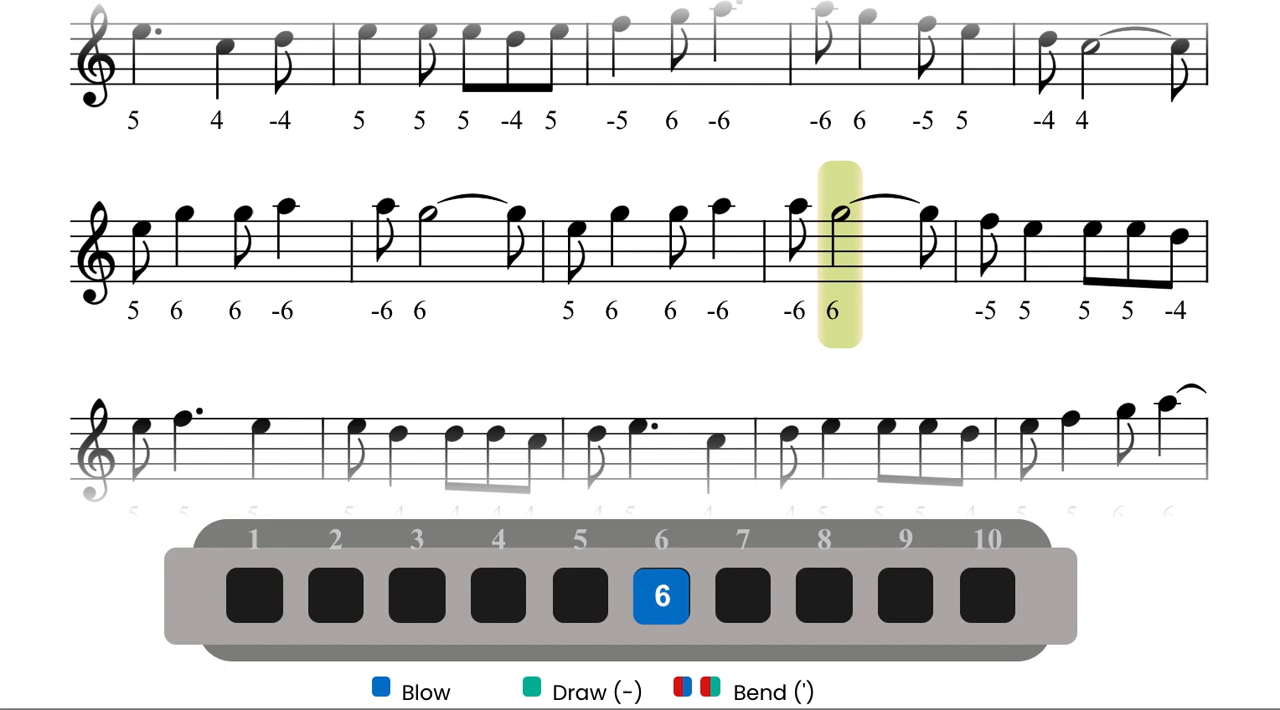 5 4 -4 5 5 5 -4 5 -5 6 -6 -6 6 -5 5 -4 4
5 6 6 -6 -6 6 5 6 6 -6 -6 6 -5 5 5 5 -4
1 2 3 4 5 6 7 8 9 10
6
Blow Draw (-) Bend (')